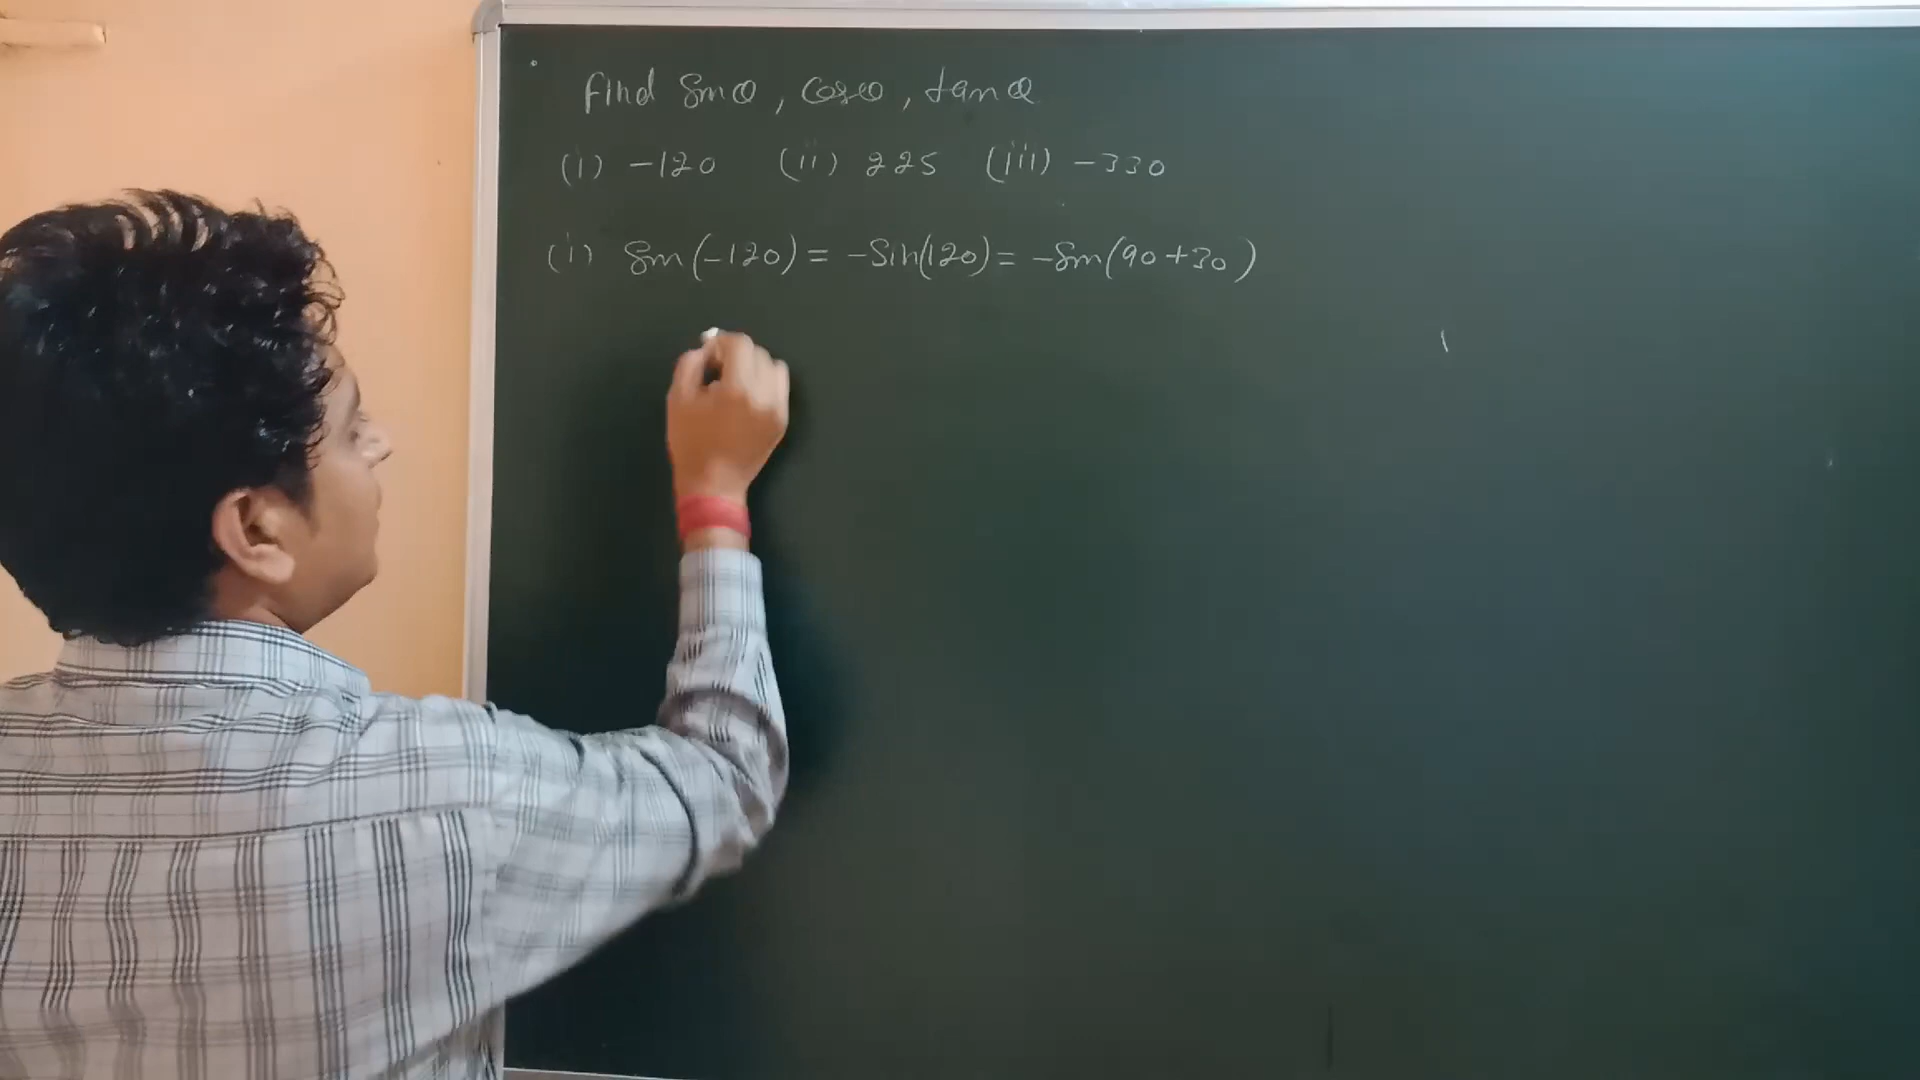 Find Sinθ, cosθ, tanθ
(i) -120 (ii) 225 (iii) -330
(i) Sin(-120) = -Sin(120) = -Sin(90+30)